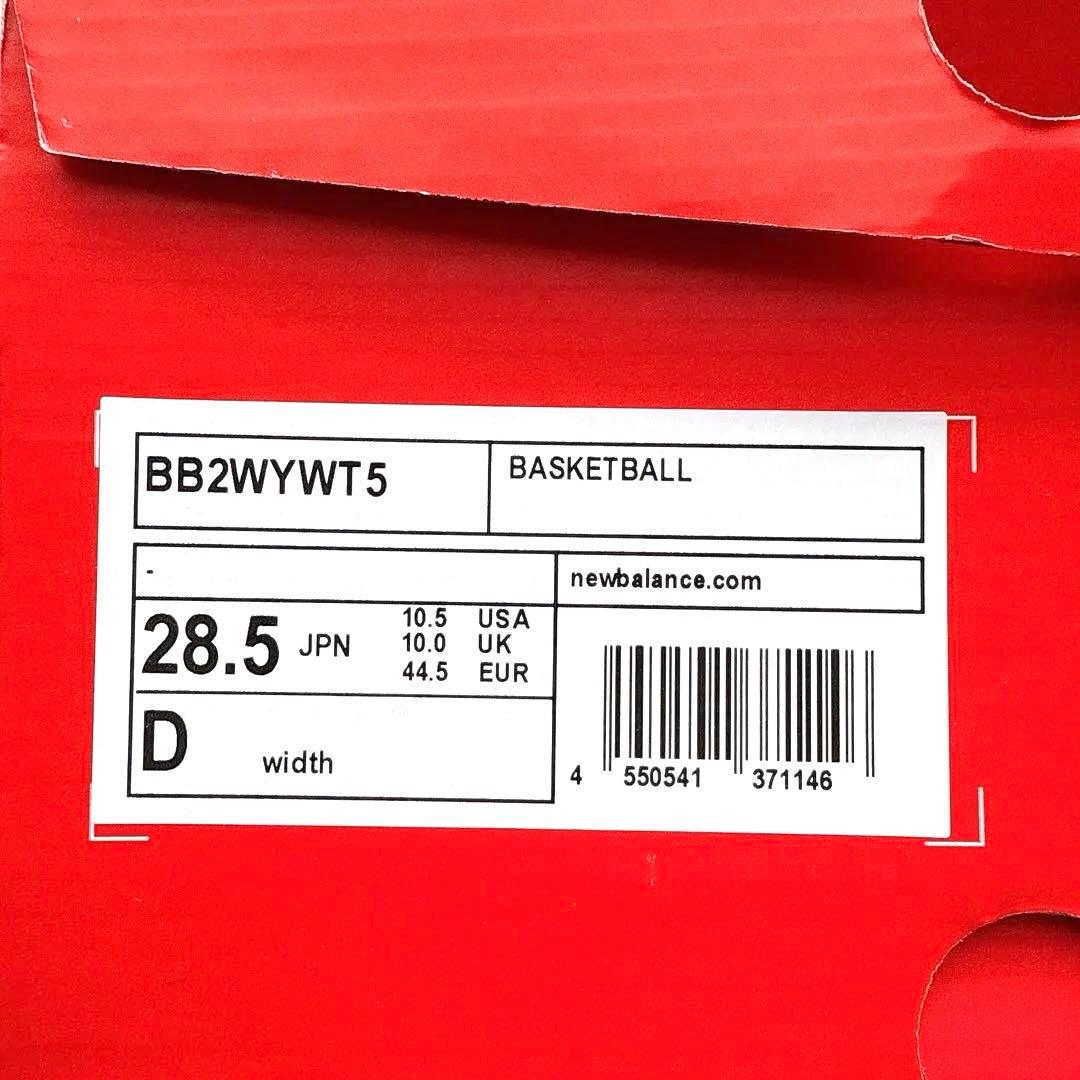 BB2WYWT5
BASKETBALL
-
newbalance.com
28.5 JPN
10.5 USA
10.0 UK
44.5 EUR
D width
4 550541 371146